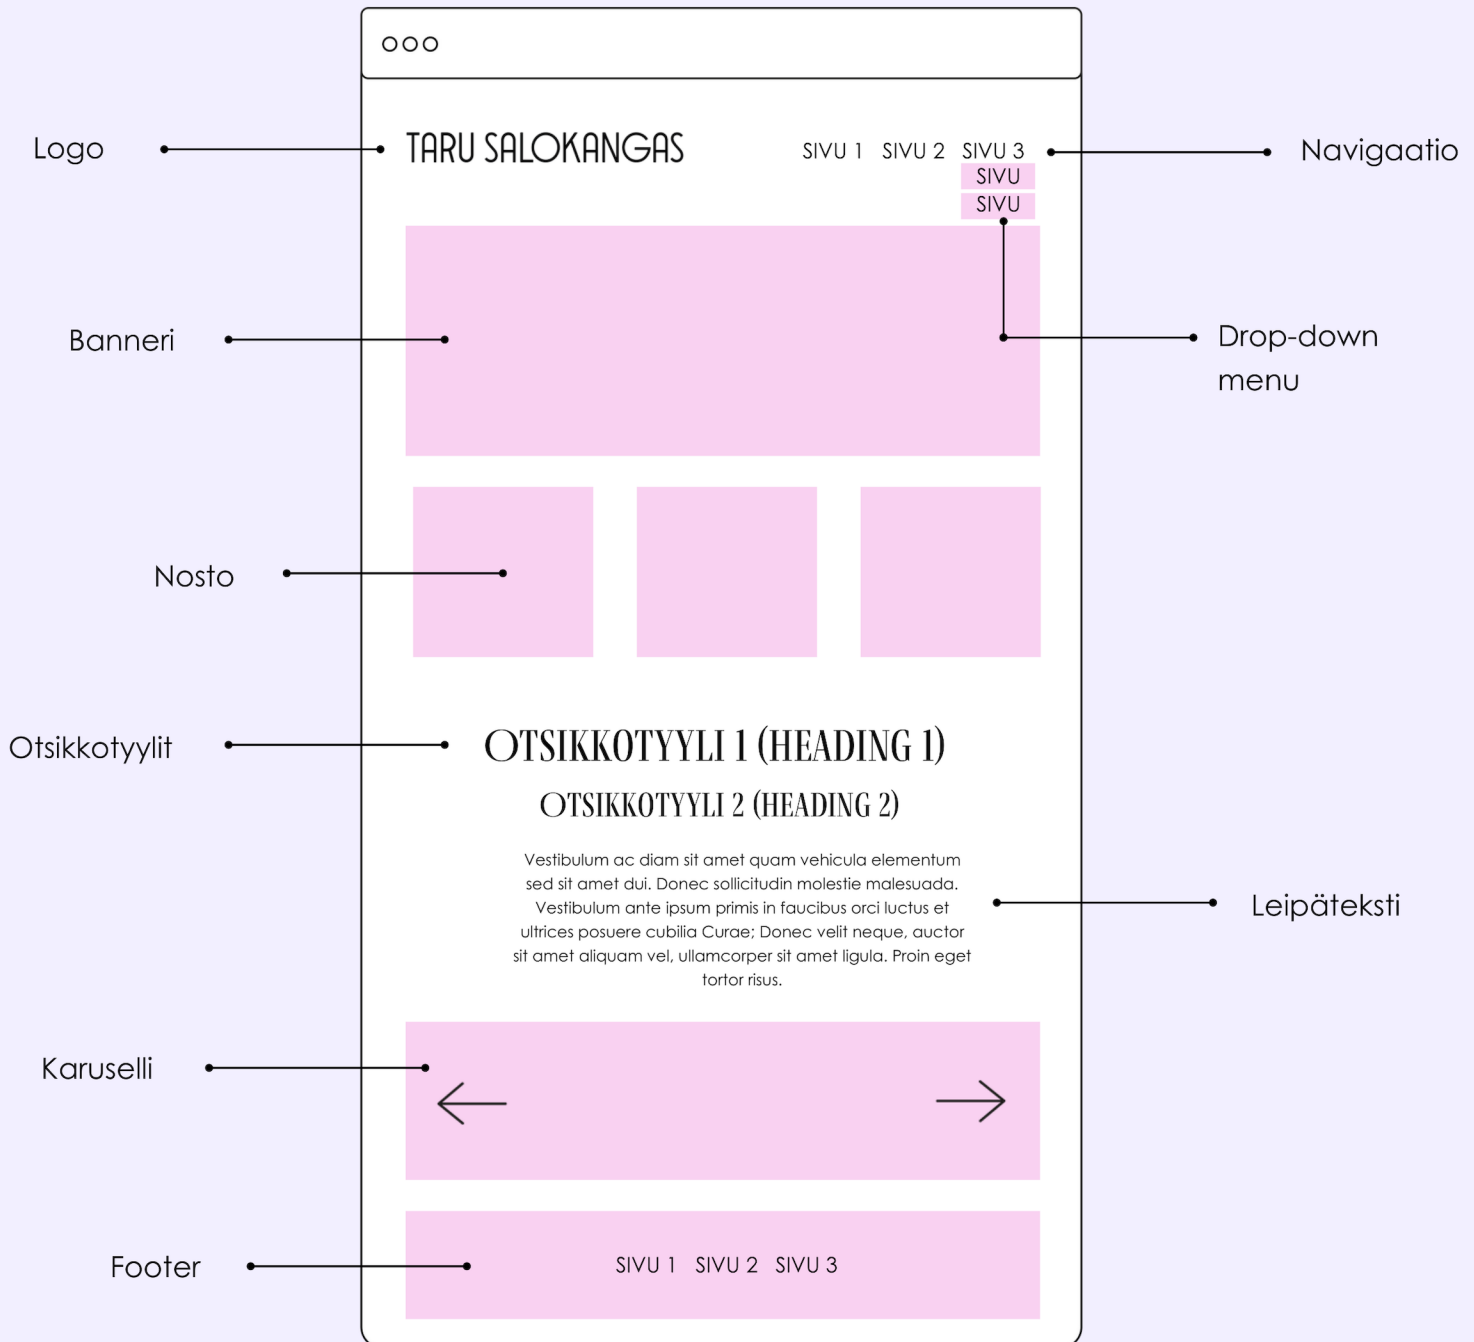 Logo
TARU SALOKANGAS
SIVU 1 SIVU 2 SIVU 3
Navigaatio
SIVU
SIVU
Banneri
Drop-down
menu
Nosto
Otsikkotyylit
OTSIKKOTYYLI 1 (HEADING 1)
OTSIKKOTYYLI 2 (HEADING 2)
Vestibulum ac diam sit amet quam vehicula elementum
sed sit amet dui. Donec sollicitudin molestie malesuada.
Vestibulum ante ipsum primis in faucibus orci luctus et
ultrices posuere cubilia Curae; Donec velit neque, auctor
sit amet aliquam vel, ullamcorper sit amet ligula. Proin eget
tortor risus.
Leipäteksti
Karuselli
Footer
SIVU 1 SIVU 2 SIVU 3